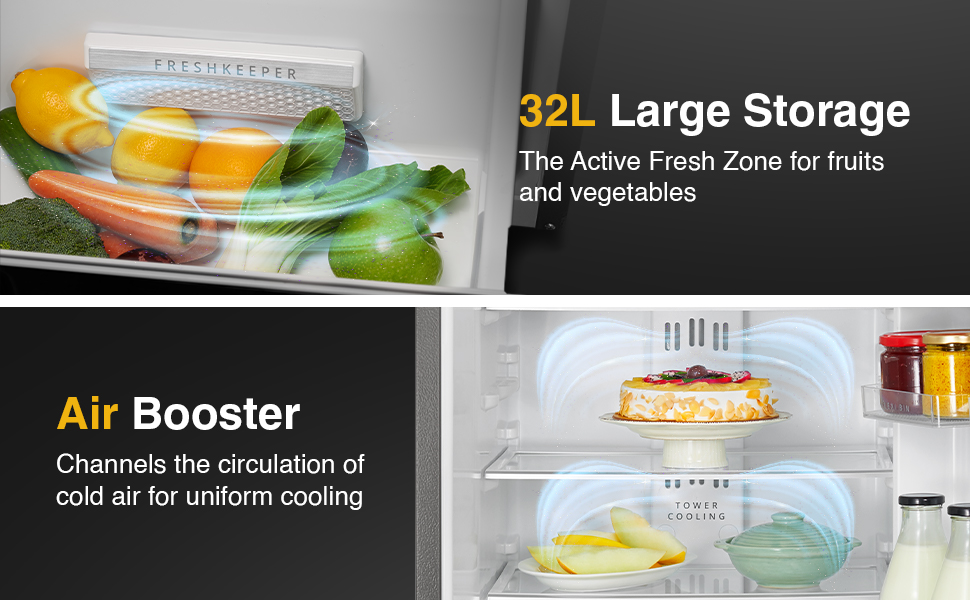 FRESHKEEPER
32L Large Storage
The Active Fresh Zone for fruits
and vegetables
Air Booster
Channels the circulation of
cold air for uniform cooling
TOWER
COOLING